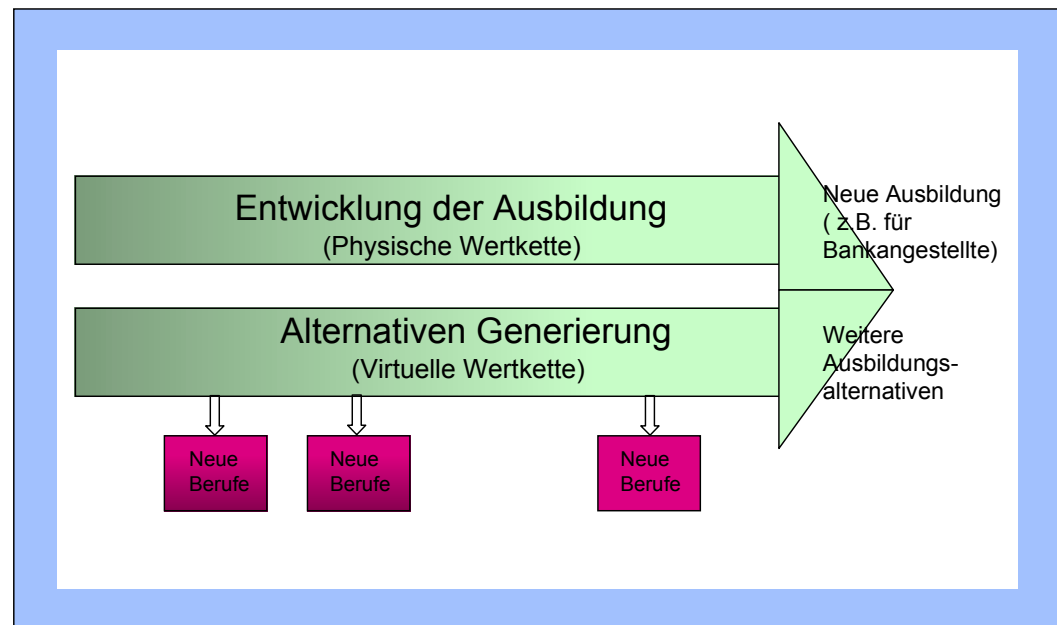 Entwicklung der Ausbildung
(Physische Wertkette)
Neue Ausbildung
( z.B. für
Bankangestellte)
Alternativen Generierung
(Virtuelle Wertkette)
Weitere
Ausbildungs-
alternativen
Neue
Berufe
Neue
Berufe
Neue
Berufe